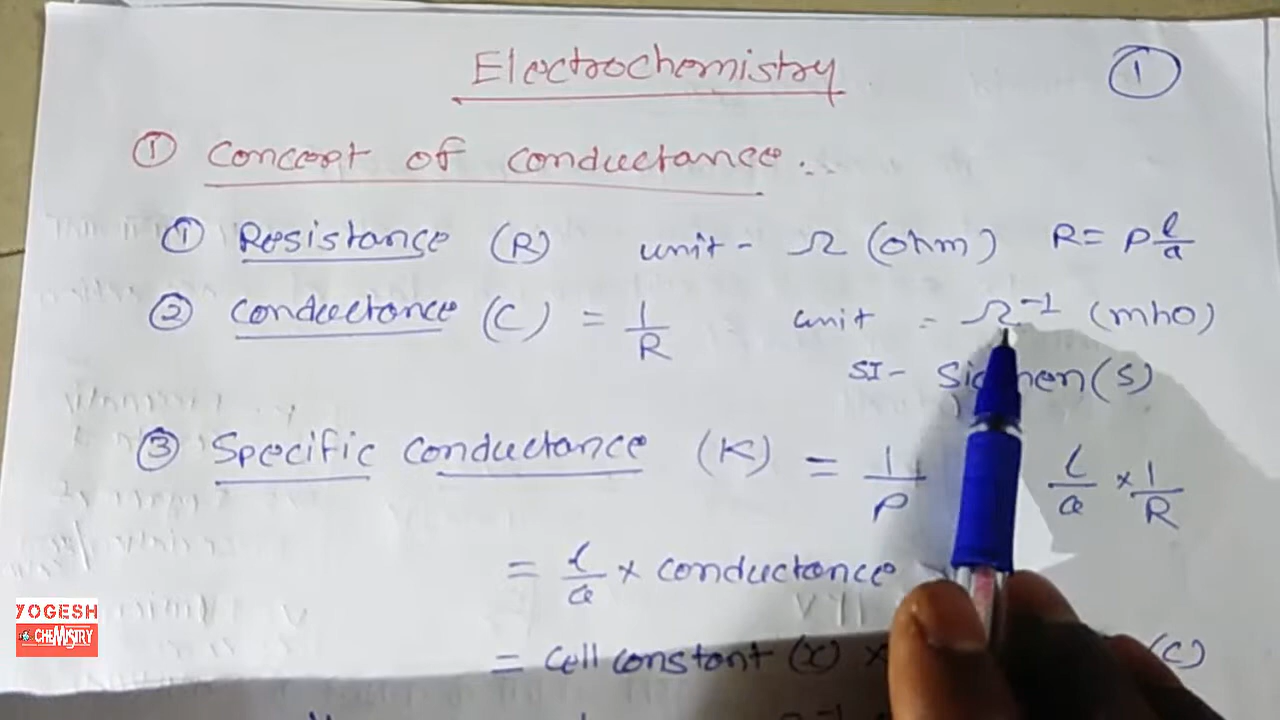 Electrochemistry
①
① Concept of conductance :.
① Resistance (R) unit - Ω (ohm) R = ρ l/a
② Conductance (C) = 1/R unit = Ω⁻¹ (mho)
SI -
③ Specific conductance (K) = 1/ρ l/a × 1/R
= l/a × conductance
= Cell constant (x) × (C)
YOGESH
CHEMISTRY